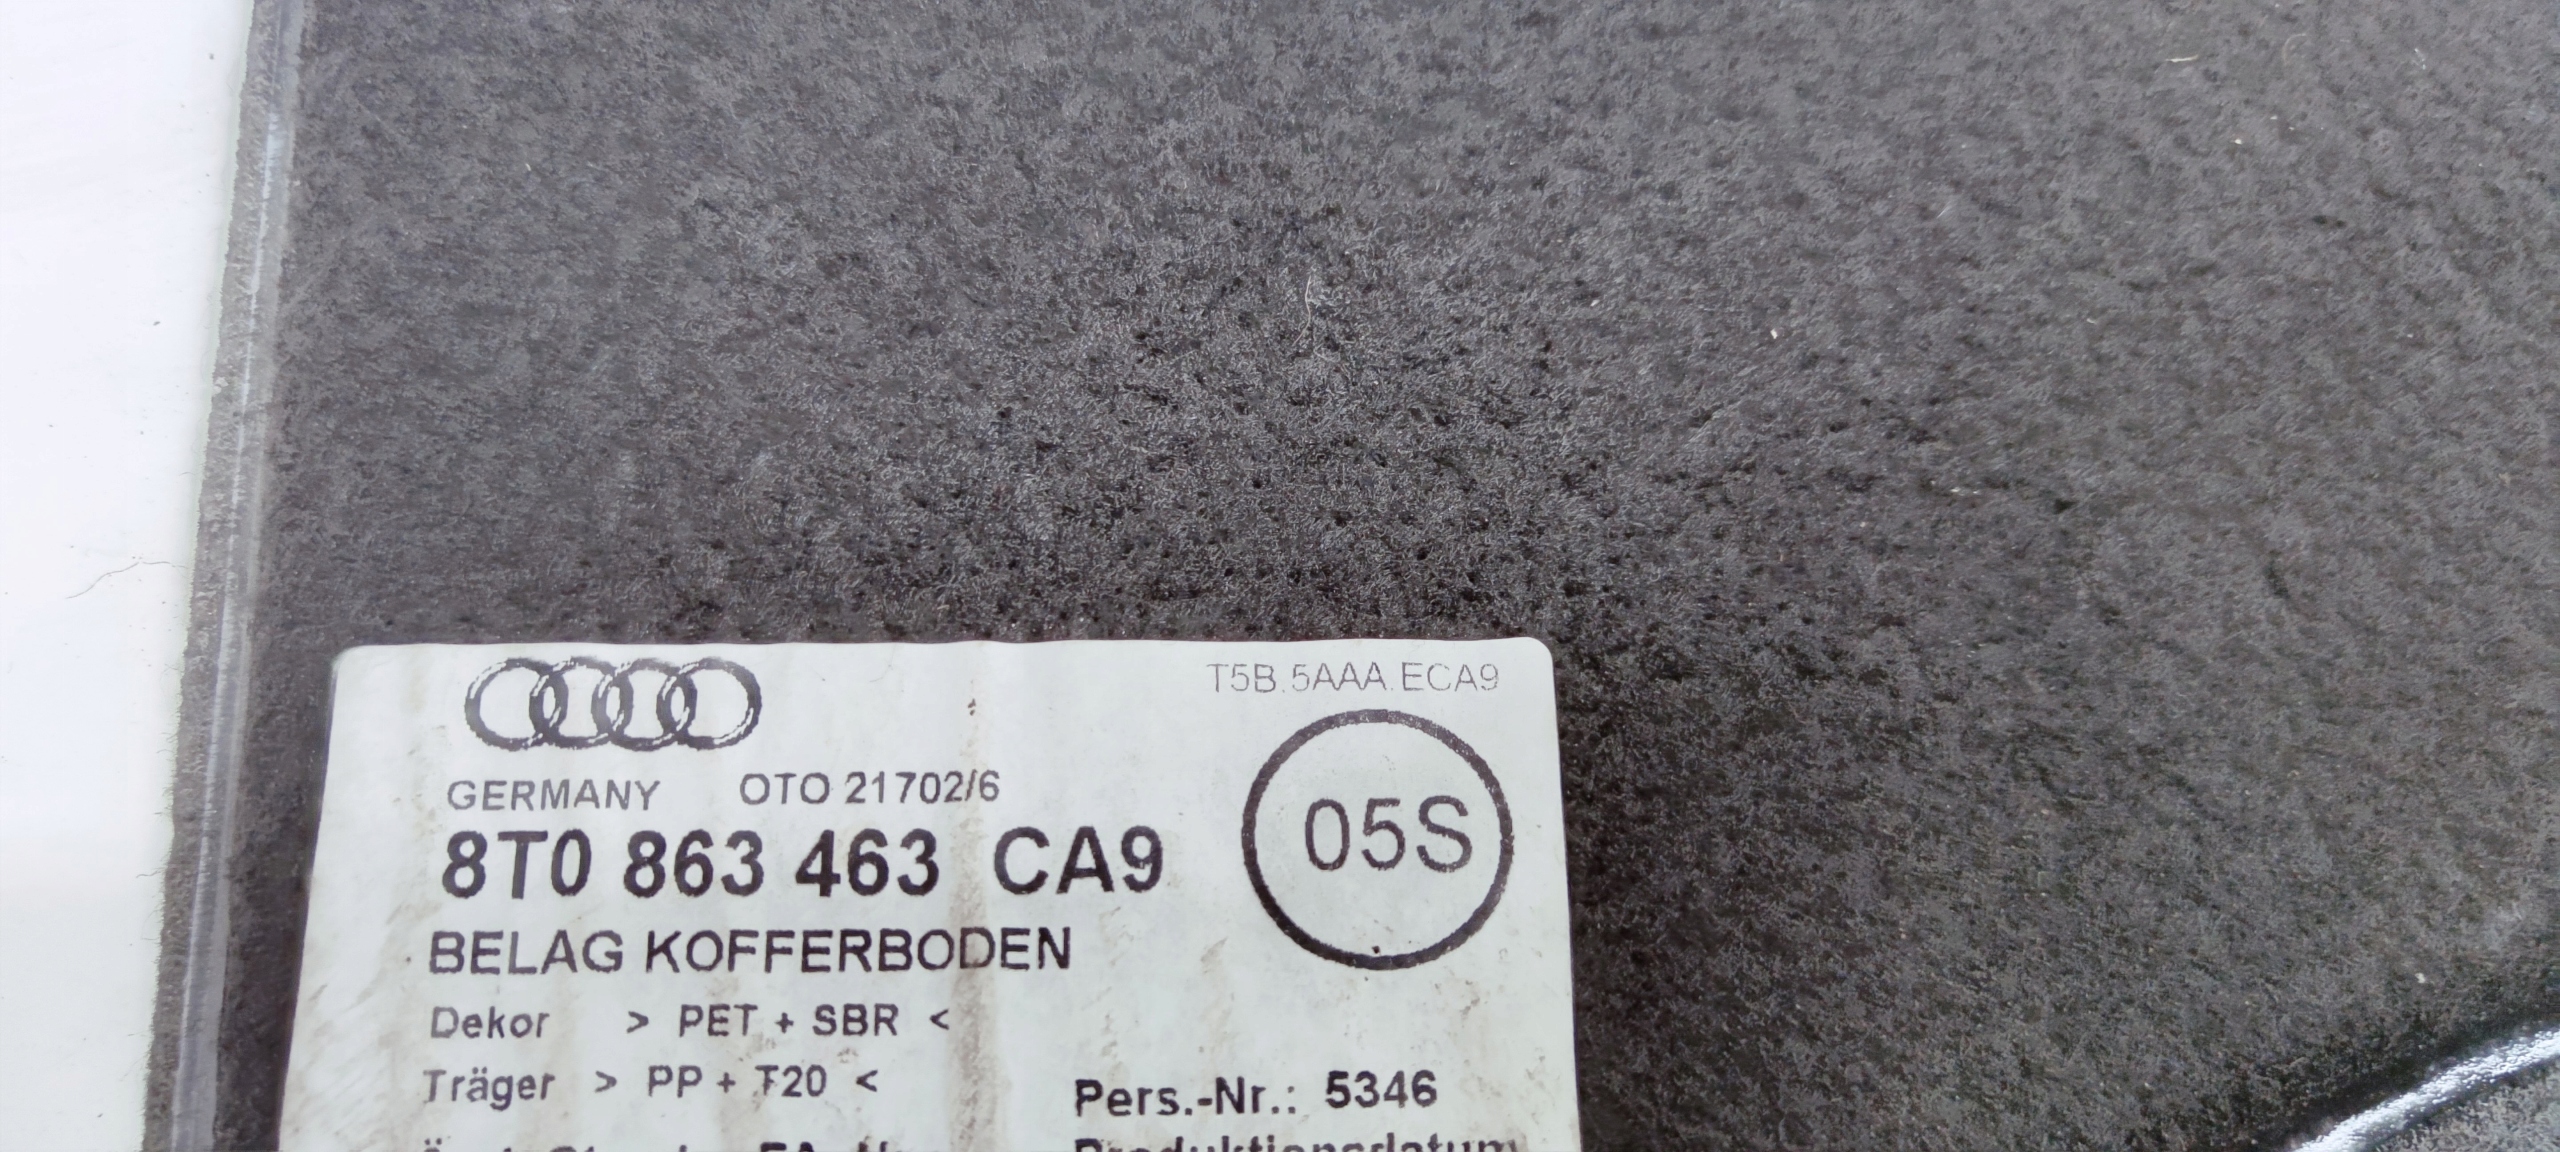 T5B.5AAA.ECA9
GERMANY OTO 21702/6
05S
8T0 863 463 CA9
BELAG KOFFERBODEN
Dekor > PET + SBR <
Träger > PP + T20 <
Pers.-Nr.: 5346
Produktionsdatum